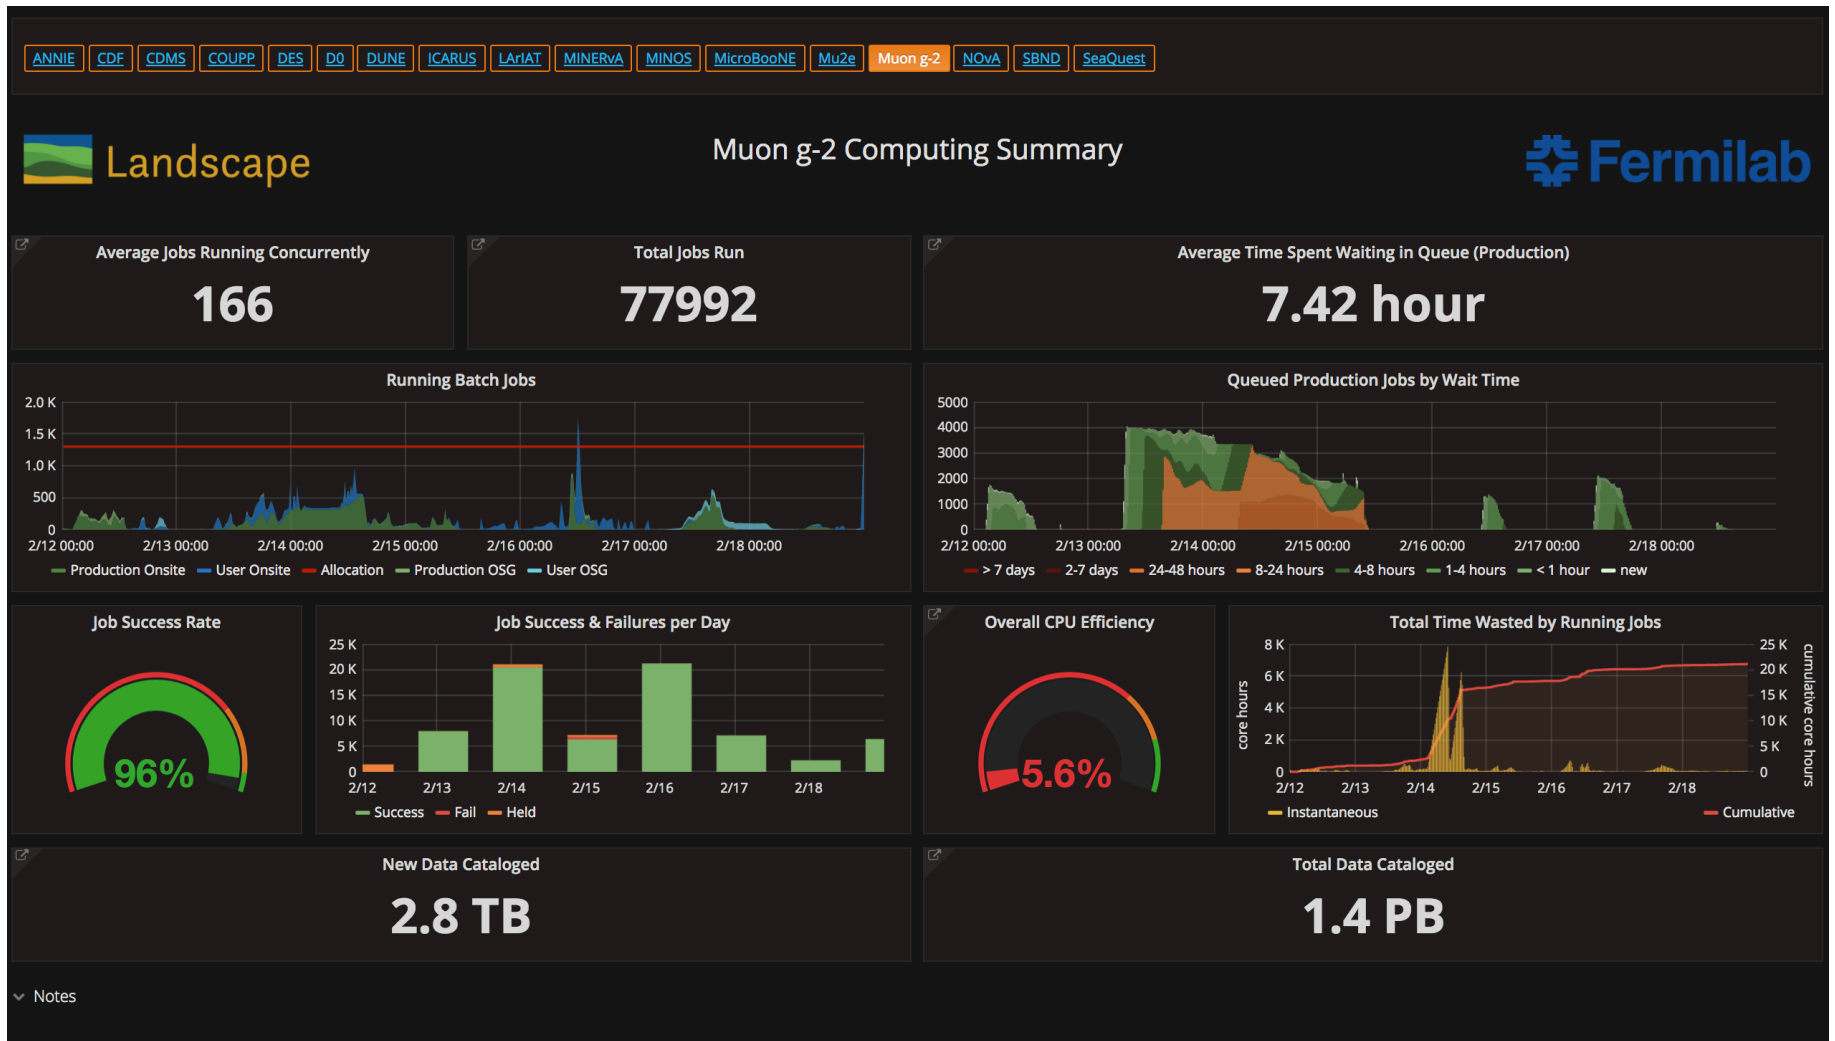 ANNIE CDF CDMS COUPP DES D0 DUNE ICARUS LArIAT MINERvA MINOS MicroBooNE Mu2e Muon g-2 NOvA SBND SeaQuest
Landscape
Muon g-2 Computing Summary
Fermilab
Average Jobs Running Concurrently
166
Total Jobs Run
77992
Average Time Spent Waiting in Queue (Production)
7.42 hour
Running Batch Jobs
2.0 K
1.5 K
1.0 K
500
0
2/12 00:00 2/13 00:00 2/14 00:00 2/15 00:00 2/16 00:00 2/17 00:00 2/18 00:00
Production Onsite User Onsite Allocation Production OSG User OSG
Queued Production Jobs by Wait Time
5000
4000
3000
2000
1000
0
2/12 00:00 2/13 00:00 2/14 00:00 2/15 00:00 2/16 00:00 2/17 00:00 2/18 00:00
> 7 days 2-7 days 24-48 hours 8-24 hours 4-8 hours 1-4 hours < 1 hour new
Job Success Rate
96%
Job Success & Failures per Day
25 K
20 K
15 K
10 K
5 K
0
2/12 2/13 2/14 2/15 2/16 2/17 2/18
Success Fail Held
Overall CPU Efficiency
5.6%
Total Time Wasted by Running Jobs
core hours
8 K
6 K
4 K
2 K
0
25 K
20 K
15 K
10 K
5 K
0
cumulative core hours
2/12 2/13 2/14 2/15 2/16 2/17 2/18
Instantaneous Cumulative
New Data Cataloged
2.8 TB
Total Data Cataloged
1.4 PB
Notes